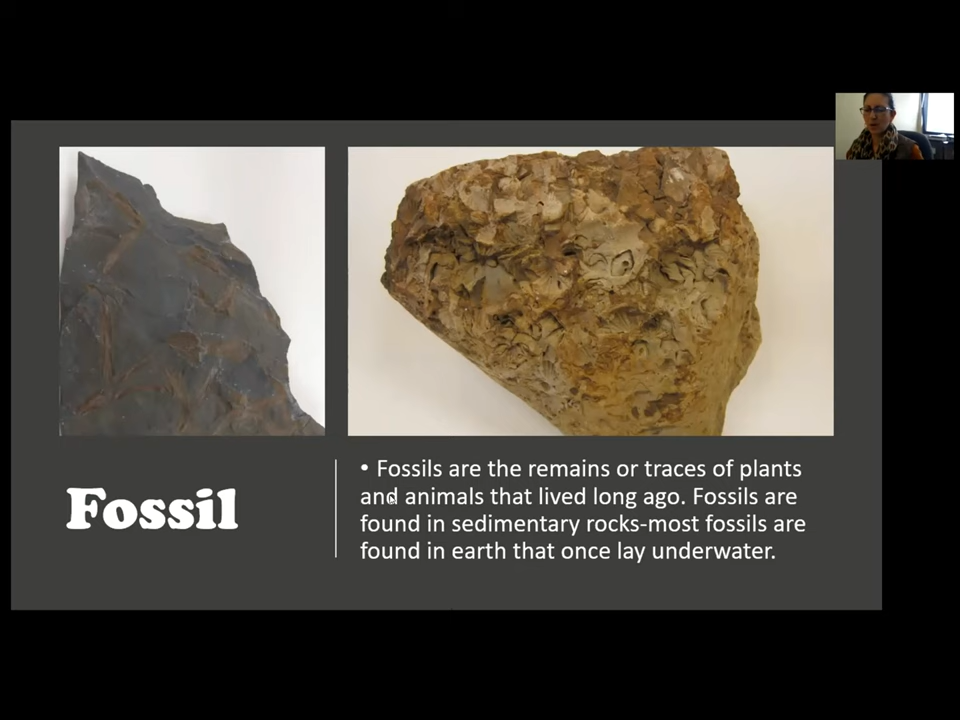 Fossil
• Fossils are the remains or traces of plants
and animals that lived long ago. Fossils are
found in sedimentary rocks-most fossils are
found in earth that once lay underwater.